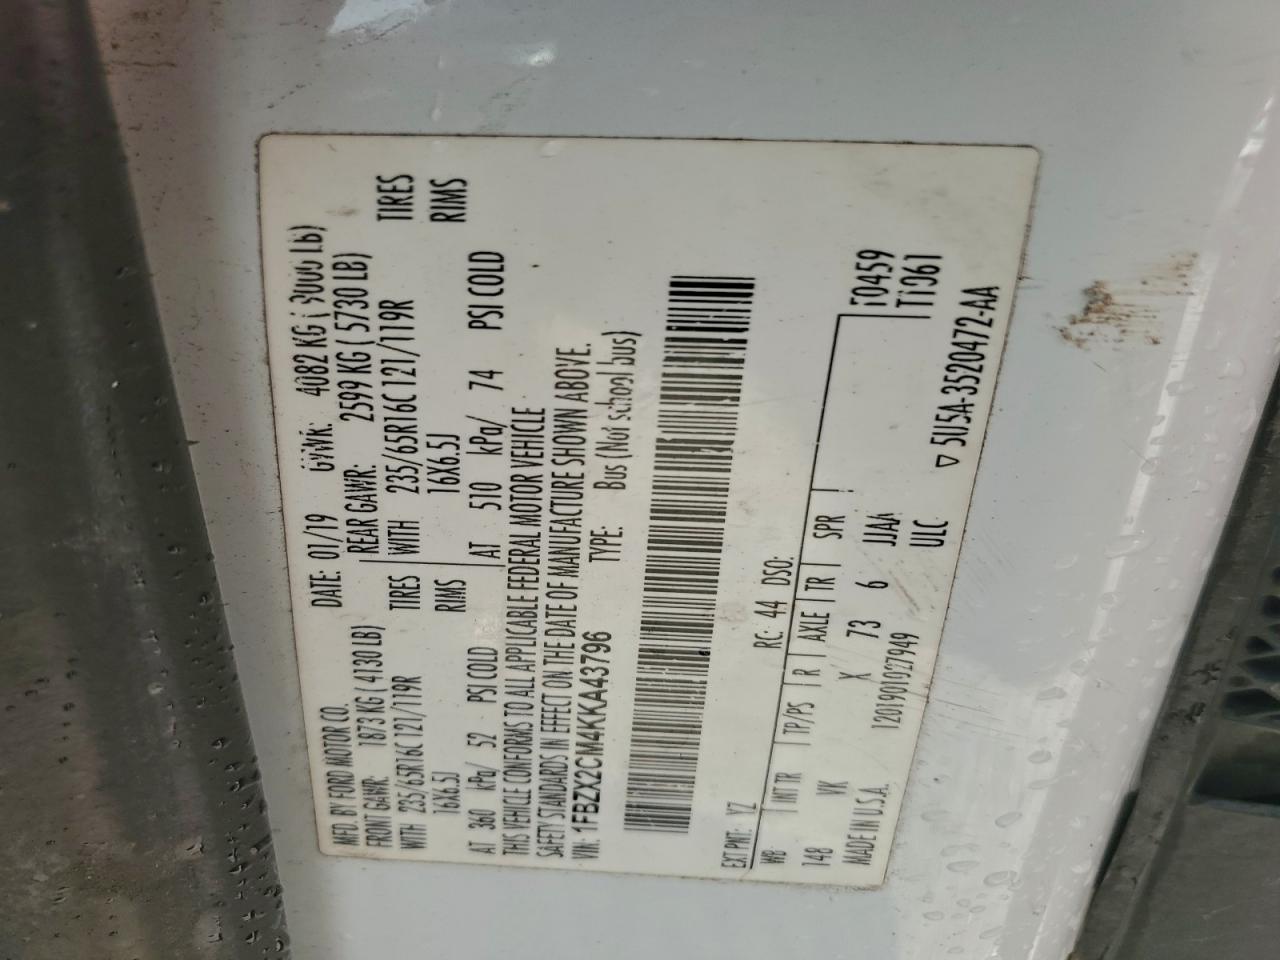 MFD. BY FORD MOTOR CO.
DATE: 01/19 GVWR: 4082 KG ( 9000 LB)
FRONT GAWR: 1873 KG ( 4130 LB) REAR GAWR: 2599 KG ( 5730 LB)
WITH 235/65R16C 121/119R TIRES WITH 235/65R16C 121/119R TIRES
16X6.5J RIMS 16X6.5J RIMS
AT 360 kPa/ 52 PSI COLD AT 510 kPa/ 74 PSI COLD
THIS VEHICLE CONFORMS TO ALL APPLICABLE FEDERAL MOTOR VEHICLE
SAFETY STANDARDS IN EFFECT ON THE DATE OF MANUFACTURE SHOWN ABOVE.
VIN: 1FBZX2CM4KKA43796 TYPE: Bus (Not school bus)
EXT PNT: YZ RC: 44 DSO: F0459
WB INT TR TP/PS R AXLE TR SPR
148 VK X 73 6 JJAA
MADE IN U.S.A. 1201901027949 ULC
▽ 5U5A-3520472-AA